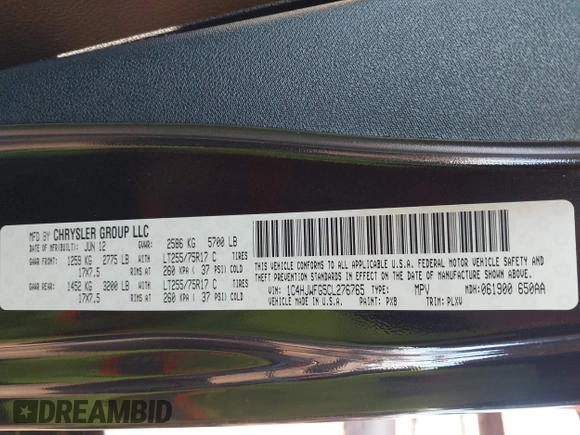 MFD BY CHRYSLER GROUP LLC
DATE OF MFR(BUILT): JUN 12 GVWR: 2586 KG 5700 LB
GAWR FRONT: 1259 KG 2775 LB LT255/75R17 C TIRES
17X7.5 RIMS AT 260 KPA ( 37 PSI) COLD
GAWR REAR: 1452 KG 3200 LB LT255/75R17 C TIRES
17X7.5 RIMS AT 260 KPA ( 37 PSI) COLD
THIS VEHICLE CONFORMS TO ALL APPLICABLE U.S.A. FEDERAL MOTOR VEHICLE SAFETY AND
THEFT PREVENTION STANDARDS IN EFFECT ON THE DATE OF MANUFACTURE SHOWN ABOVE.
VIN: 1C4HJWFG5CL276765 TYPE: MPV MDH: 061900 650AA
VEHICLE MADE IN U.S.A. PAINT: PXB TRIM: PLXV
DREAMBID